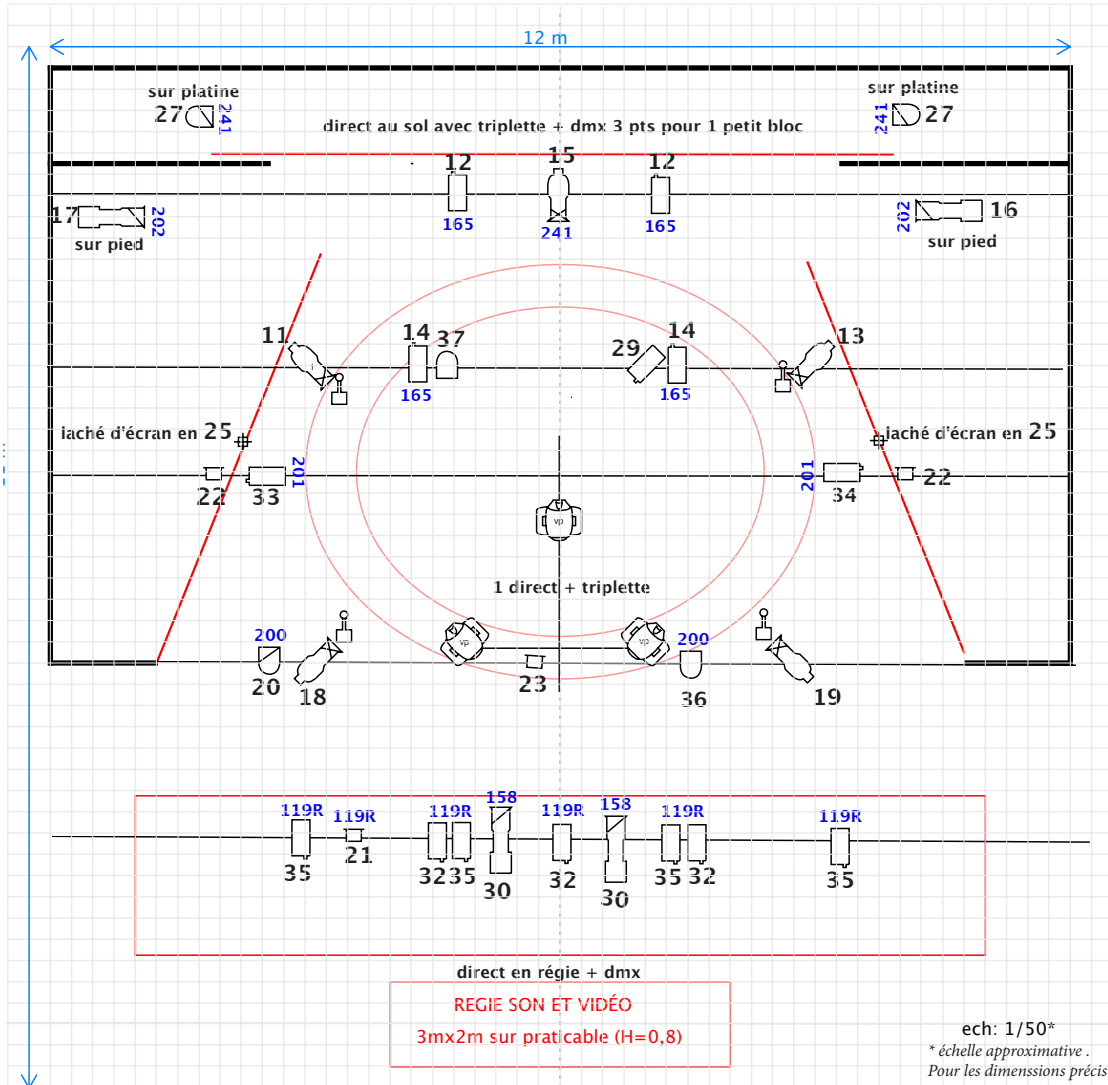 12 m
sur platine
27
241
sur platine
241
27
direct au sol avec triplette + dmx 3 pts pour 1 petit bloc
12
15
12
17
202
sur pied
165
241
165
202
16
sur pied
11
14
37
29
14
13
165
165
iaché d'écran en 25
iaché d'écran en 25
22
33
201
201
34
22
vp
1 direct + triplette
200
20
18
vp
23
vp
200
36
19
119R
119R
119R
158
119R
158
119R
119R
35
21
32
35
30
32
30
35
32
35
direct en régie + dmx
REGIE SON ET VIDÉO
3mx2m sur praticable (H=0,8)
ech: 1/50*
* échelle approximative .
Pour les dimenssions précis